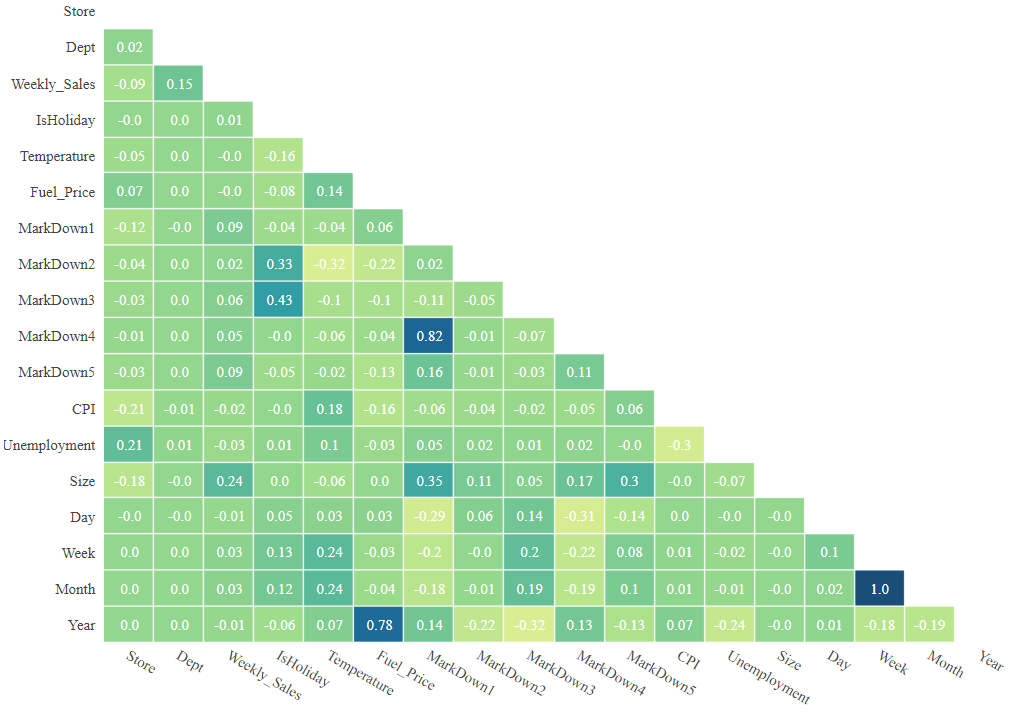 Store
Dept 0.02
Weekly_Sales -0.09 0.15
IsHoliday -0.0 0.0 0.01
Temperature -0.05 0.0 -0.0 -0.16
Fuel_Price 0.07 0.0 -0.0 -0.08 0.14
MarkDown1 -0.12 -0.0 0.09 -0.04 -0.04 0.06
MarkDown2 -0.04 0.0 0.02 0.33 -0.32 -0.22 0.02
MarkDown3 -0.03 0.0 0.06 0.43 -0.1 -0.1 -0.11 -0.05
MarkDown4 -0.01 0.0 0.05 -0.0 -0.06 -0.04 0.82 -0.01 -0.07
MarkDown5 -0.03 0.0 0.09 -0.05 -0.02 -0.13 0.16 -0.01 -0.03 0.11
CPI -0.21 -0.01 -0.02 -0.0 0.18 -0.16 -0.06 -0.04 -0.02 -0.05 0.06
Unemployment 0.21 0.01 -0.03 0.01 0.1 -0.03 0.05 0.02 0.01 0.02 -0.0 -0.3
Size -0.18 -0.0 0.24 0.0 -0.06 0.0 0.35 0.11 0.05 0.17 0.3 -0.0 -0.07
Day -0.0 -0.0 -0.01 0.05 0.03 0.03 -0.29 0.06 0.14 -0.31 -0.14 0.0 -0.0 -0.0
Week 0.0 0.0 0.03 0.13 0.24 -0.03 -0.2 -0.0 0.2 -0.22 0.08 0.01 -0.02 -0.0 0.1
Month 0.0 0.0 0.03 0.12 0.24 -0.04 -0.18 -0.01 0.19 -0.19 0.1 0.01 -0.01 -0.0 0.02 1.0
Year 0.0 0.0 -0.01 -0.06 0.07 0.78 0.14 -0.22 -0.32 0.13 -0.13 0.07 -0.24 -0.0 0.01 -0.18 -0.19
Store Dept Weekly_Sales IsHoliday Temperature Fuel_Price MarkDown1 MarkDown2 MarkDown3 MarkDown4 MarkDown5 CPI Unemployment Size Day Week Month Year